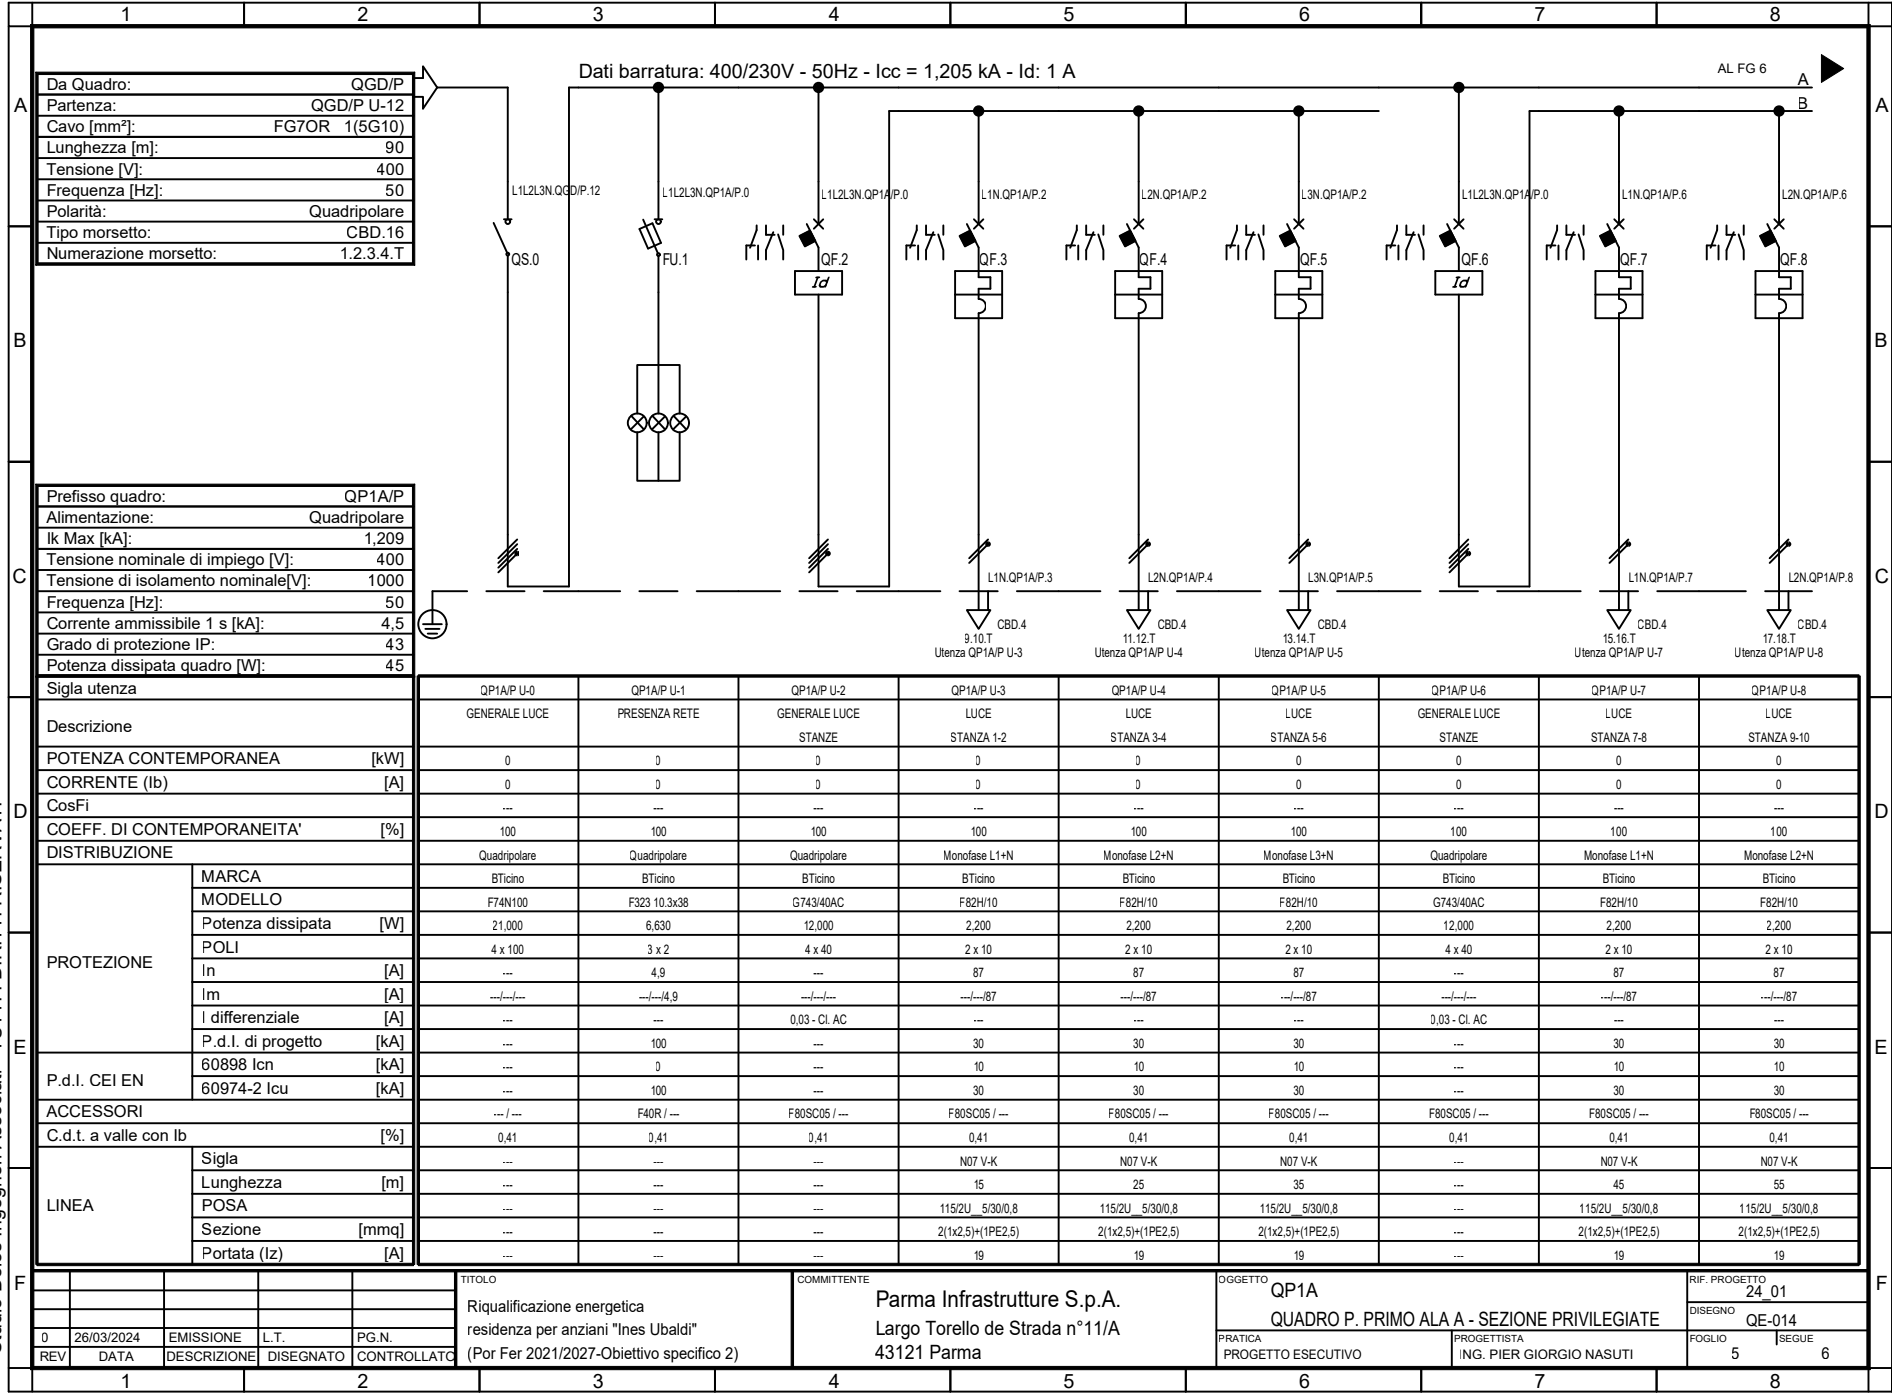 1 2 3 4 5 6 7 8
A A
B B
C C
D D
E E
F F
Dati barratura: 400/230V - 50Hz - Icc = 1,205 kA - Id: 1 A
AL FG 6
A
B
Da Quadro: QGD/P
Partenza: QGD/P U-12
Cavo [mm²]: FG7OR 1(5G10)
Lunghezza [m]: 90
Tensione [V]: 400
Frequenza [Hz]: 50
Polarità: Quadripolare
Tipo morsetto: CBD.16
Numerazione morsetto: 1.2.3.4.T
L1L2L3N.QGD/P.12 L1L2L3N.QP1A/P.0 L1L2L3N.QP1A/P.0 L1N.QP1A/P.2 L2N.QP1A/P.2 L3N.QP1A/P.2 L1L2L3N.QP1A/P.0 L1N.QP1A/P.6 L2N.QP1A/P.6
QS.0 FU.1 QF.2 QF.3 QF.4 QF.5 QF.6 QF.7 QF.8
Id Id
Prefisso quadro: QP1A/P
Alimentazione: Quadripolare
Ik Max [kA]: 1,209
Tensione nominale di impiego [V]: 400
Tensione di isolamento nominale[V]: 1000
Frequenza [Hz]: 50
Corrente ammissibile 1 s [kA]: 4,5
Grado di protezione IP: 43
Potenza dissipata quadro [W]: 45
L1N.QP1A/P.3 L2N.QP1A/P.4 L3N.QP1A/P.5 L1N.QP1A/P.7 L2N.QP1A/P.8
CBD.4 CBD.4 CBD.4 CBD.4 CBD.4
9.10.T 11.12.T 13.14.T 15.16.T 17.18.T
Utenza QP1A/P U-3 Utenza QP1A/P U-4 Utenza QP1A/P U-5 Utenza QP1A/P U-7 Utenza QP1A/P U-8
Sigla utenza QP1A/P U-0 QP1A/P U-1 QP1A/P U-2 QP1A/P U-3 QP1A/P U-4 QP1A/P U-5 QP1A/P U-6 QP1A/P U-7 QP1A/P U-8
Descrizione GENERALE LUCE PRESENZA RETE GENERALE LUCE LUCE LUCE LUCE GENERALE LUCE LUCE LUCE
STANZE STANZA 1-2 STANZA 3-4 STANZA 5-6 STANZE STANZA 7-8 STANZA 9-10
POTENZA CONTEMPORANEA [kW] 0 0 0 0 0 0 0 0 0
CORRENTE (Ib) [A] 0 0 0 0 0 0 0 0 0
CosFi --- --- --- --- --- --- --- --- ---
COEFF. DI CONTEMPORANEITA' [%] 100 100 100 100 100 100 100 100 100
DISTRIBUZIONE Quadripolare Quadripolare Quadripolare Monofase L1+N Monofase L2+N Monofase L3+N Quadripolare Monofase L1+N Monofase L2+N
PROTEZIONE
MARCA BTicino BTicino BTicino BTicino BTicino BTicino BTicino BTicino BTicino
MODELLO F74N100 F323 10.3x38 G743/40AC F82H/10 F82H/10 F82H/10 G743/40AC F82H/10 F82H/10
Potenza dissipata [W] 21,000 6,630 12,000 2,200 2,200 2,200 12,000 2,200 2,200
POLI 4 x 100 3 x 2 4 x 40 2 x 10 2 x 10 2 x 10 4 x 40 2 x 10 2 x 10
In [A] --- 4,9 --- 87 87 87 --- 87 87
Im [A] ---/---/--- ---/---/4,9 ---/---/--- ---/---/87 ---/---/87 ---/---/87 ---/---/--- ---/---/87 ---/---/87
I differenziale [A] --- --- 0,03 - Cl. AC --- --- --- 0,03 - Cl. AC --- ---
P.d.I. di progetto [kA] --- 100 --- 30 30 30 --- 30 30
P.d.I. CEI EN
60898 Icn [kA] --- 0 --- 10 10 10 --- 10 10
60974-2 Icu [kA] --- 100 --- 30 30 30 --- 30 30
ACCESSORI --- / --- F40R / --- F80SC05 / --- F80SC05 / --- F80SC05 / --- F80SC05 / --- F80SC05 / --- F80SC05 / --- F80SC05 / ---
C.d.t. a valle con Ib [%] 0,41 0,41 0,41 0,41 0,41 0,41 0,41 0,41 0,41
LINEA
Sigla --- --- --- N07 V-K N07 V-K N07 V-K --- N07 V-K N07 V-K
Lunghezza [m] --- --- --- 15 25 35 --- 45 55
POSA --- --- --- 115/2U__5/30/0,8 115/2U__5/30/0,8 115/2U__5/30/0,8 --- 115/2U__5/30/0,8 115/2U__5/30/0,8
Sezione [mmq] --- --- --- 2(1x2,5)+(1PE2,5) 2(1x2,5)+(1PE2,5) 2(1x2,5)+(1PE2,5) --- 2(1x2,5)+(1PE2,5) 2(1x2,5)+(1PE2,5)
Portata (Iz) [A] --- --- --- 19 19 19 --- 19 19
0 26/03/2024 EMISSIONE L.T. PG.N.
REV DATA DESCRIZIONE DISEGNATO CONTROLLATO
TITOLO
Riqualificazione energetica
residenza per anziani "Ines Ubaldi"
(Por Fer 2021/2027-Obiettivo specifico 2)
COMMITTENTE
Parma Infrastrutture S.p.A.
Largo Torello de Strada n°11/A
43121 Parma
OGGETTO QP1A
QUADRO P. PRIMO ALA A - SEZIONE PRIVILEGIATE
PRATICA
PROGETTO ESECUTIVO
PROGETTISTA
ING. PIER GIORGIO NASUTI
RIF. PROGETTO
24_01
DISEGNO
QE-014
FOGLIO 5
SEGUE 6
1 2 3 4 5 6 7 8